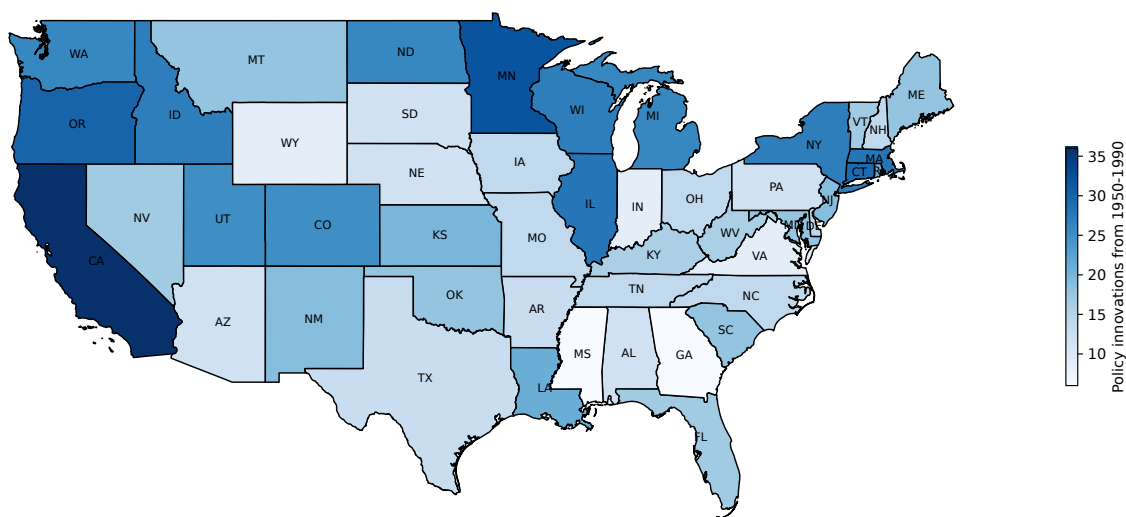 WA
MT
ND
MN
OR
ID
SD
WI
MI
ME
VT
NH
NY
MA
CT
R
WY
IA
NE
PA
NV
UT
CO
IL
IN
OH
NJ
MD
DE
KS
MO
WV
KY
VA
CA
OK
TN
NC
AZ
NM
AR
SC
MS
AL
GA
TX
LA
FL
35
30
25
20
15
10
Policy innovations from 1950-1990